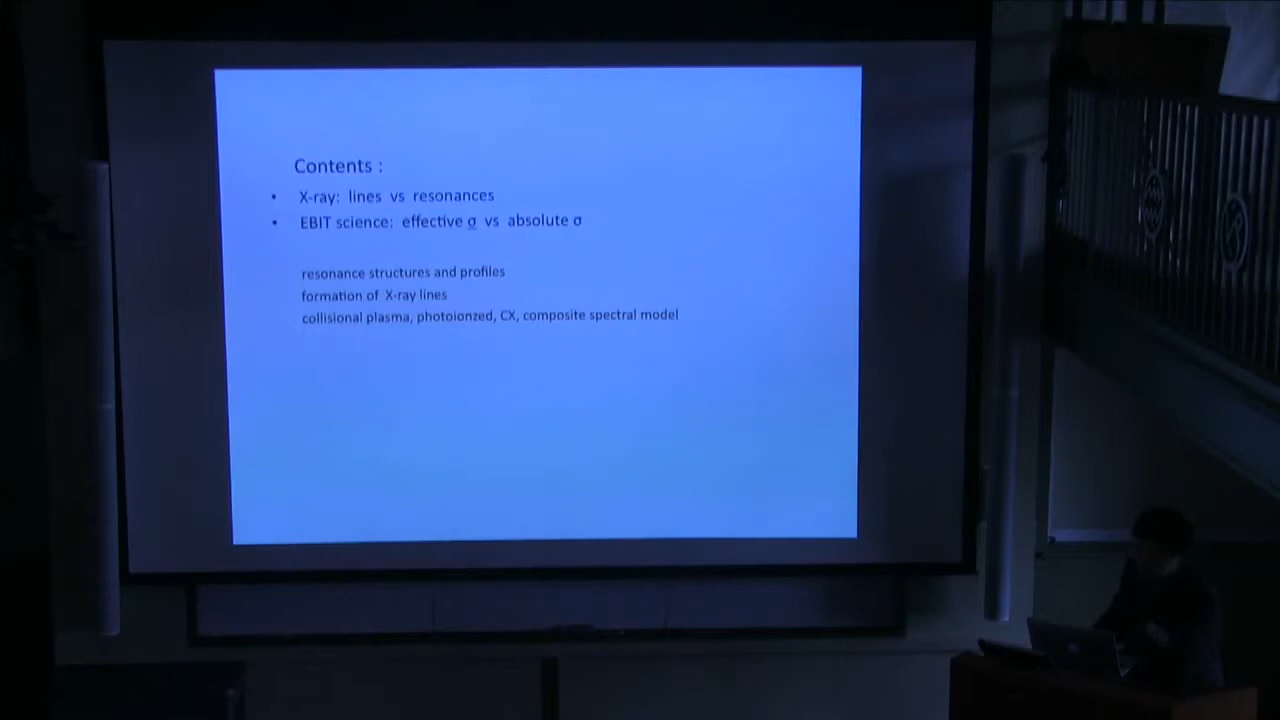 Contents :
• X-ray: lines vs resonances
• EBIT science: effective σ vs absolute σ
resonance structures and profiles
formation of X-ray lines
collisional plasma, photoionzed, CX, composite spectral model